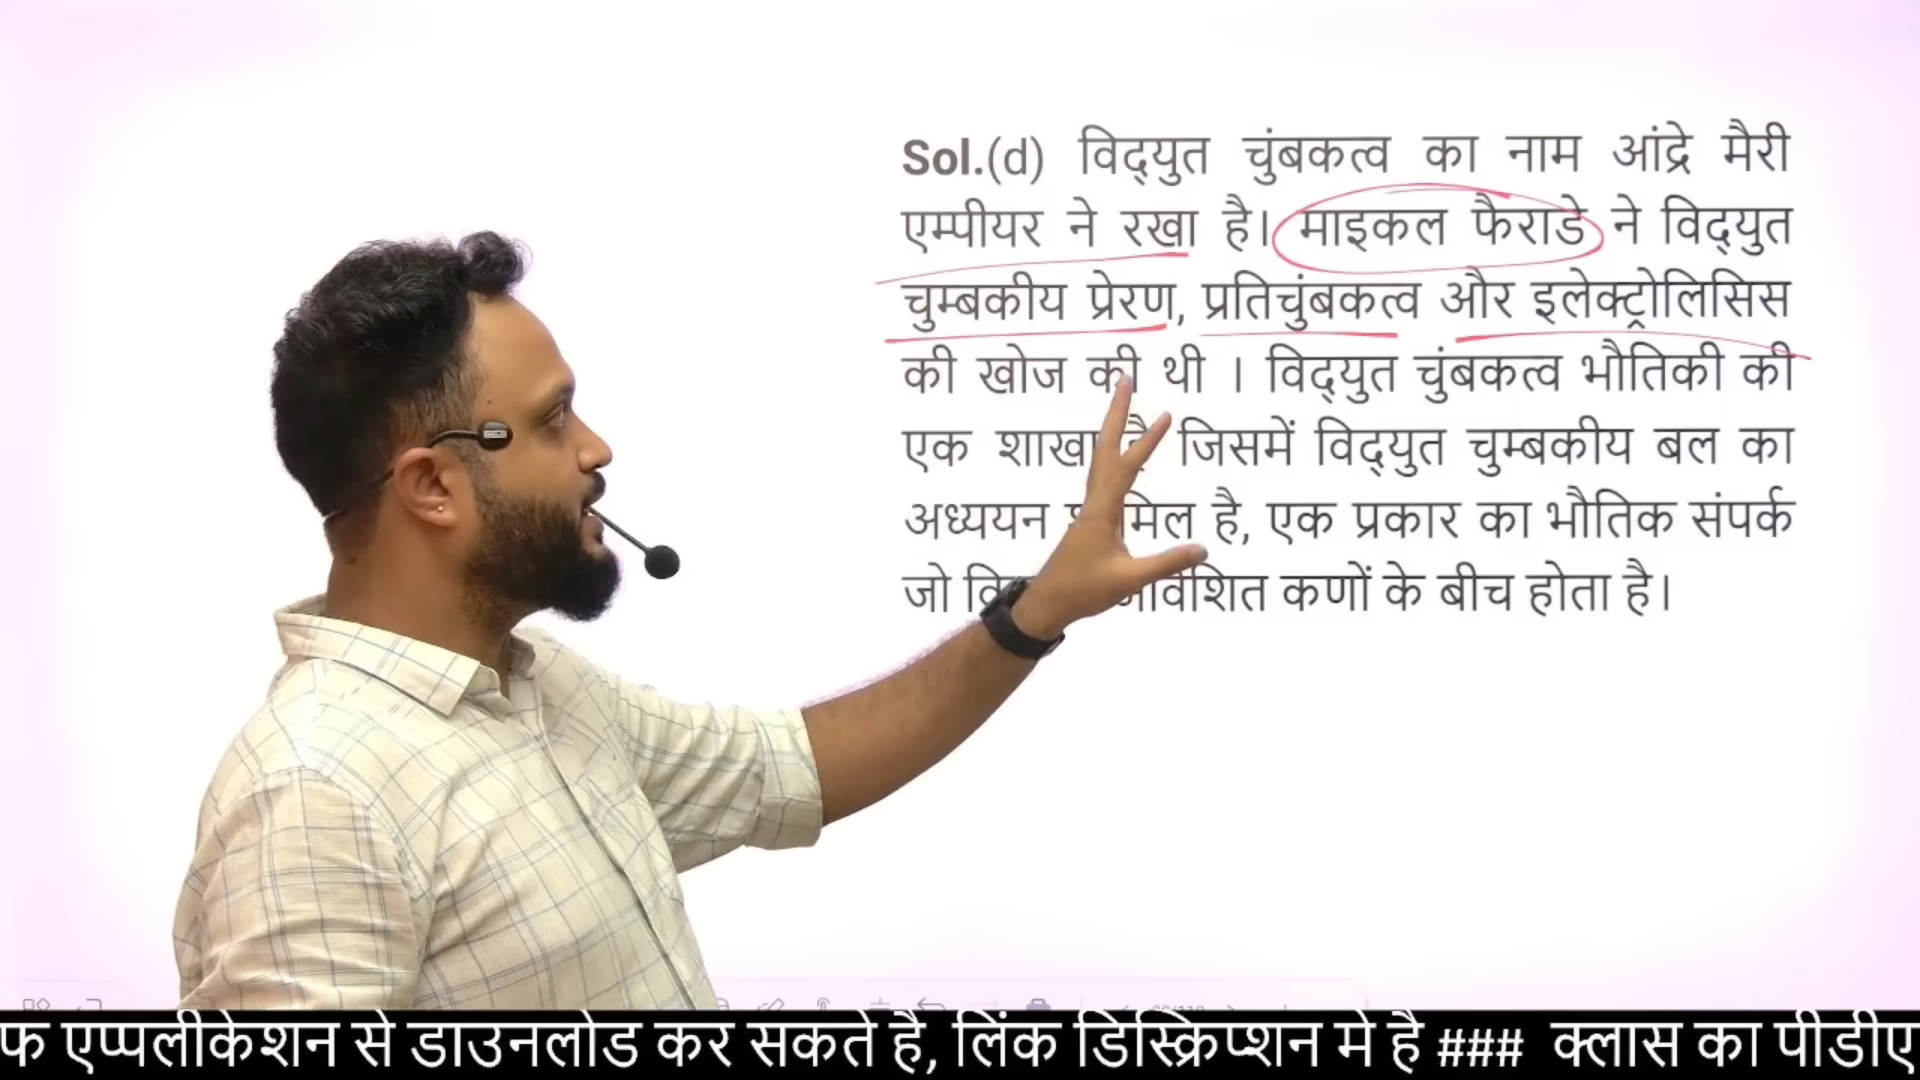 Sol.(d) विद्युत चुंबकत्व का नाम आंद्रे मैरी
एम्पीयर ने रखा है। माइकल फैराडे ने विद्युत
चुम्बकीय प्रेरण, प्रतिचुंबकत्व और इलेक्ट्रोलिसिस
की खोज की थी । विद्युत चुंबकत्व भौतिकी की
एक शाखा है जिसमें विद्युत चुम्बकीय बल का
अध्ययन है, एक प्रकार का भौतिक संपर्क
जो कणों के बीच होता है।
फ एप्पलीकेशन से डाउनलोड कर सकते है, लिंक डिस्क्रिप्शन मे है ### क्लास का पीडीए